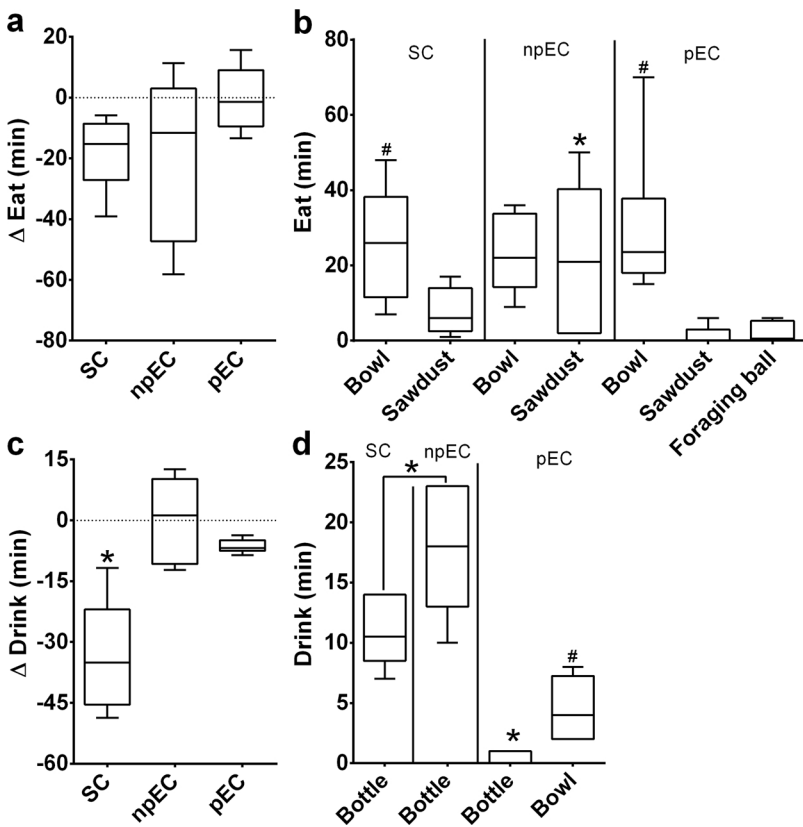 a
Δ Eat (min)
20
0
-20
-40
-60
-80
SC
npEC
pEC
b
Eat (min)
80
60
40
20
0
SC
npEC
pEC
#
*
#
Bowl
Sawdust
Bowl
Sawdust
Bowl
Sawdust
Foraging ball
c
Δ Drink (min)
15
0
-15
-30
-45
-60
*
SC
npEC
pEC
d
Drink (min)
25
20
15
10
5
0
SC
npEC
pEC
*
*
#
Bottle
Bottle
Bottle
Bowl